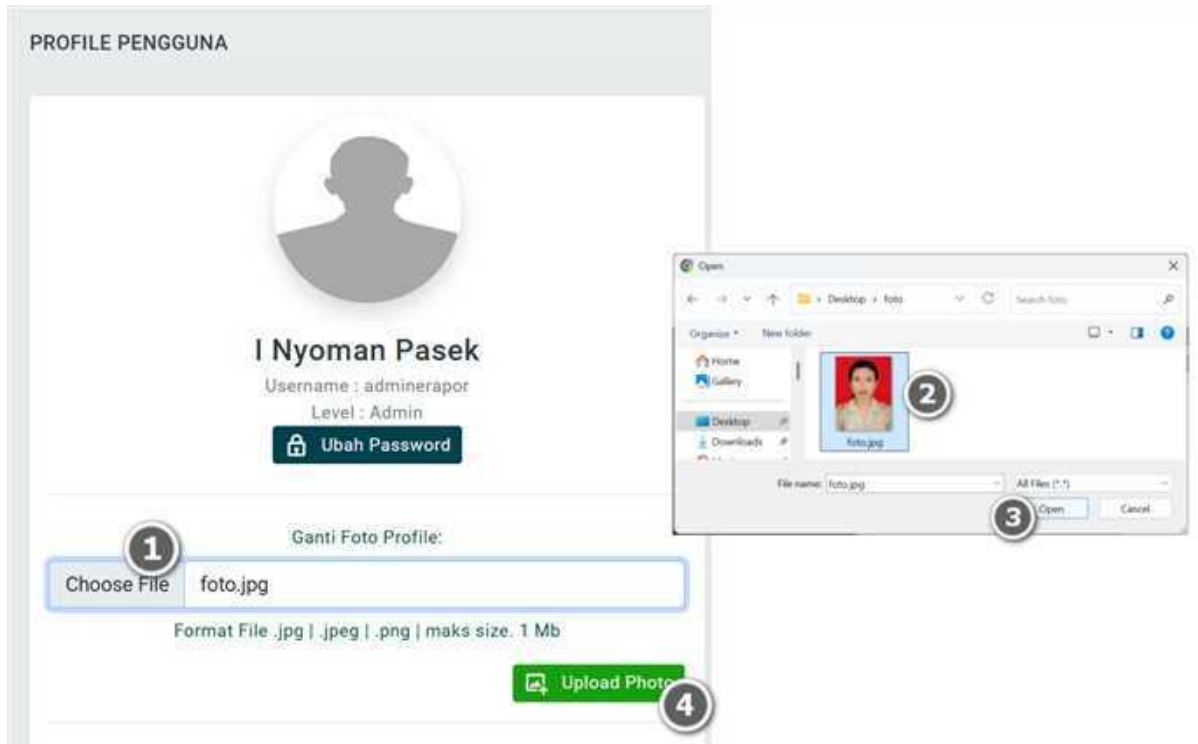 PROFILE PENGGUNA
I Nyoman Pasek
Username : adminerapor
Level : Admin
Ubah Password
Ganti Foto Profile:
1
Choose File foto.jpg
Format File .jpg | .jpeg | .png | maks size. 1 Mb
Upload Photo
4
Open
Desktop › foto
Search foto
Organize New folder
Home
Gallery
Desktop
Downloads
foto.jpg
2
File name: foto.jpg All Files (*.*)
3
Open Cancel